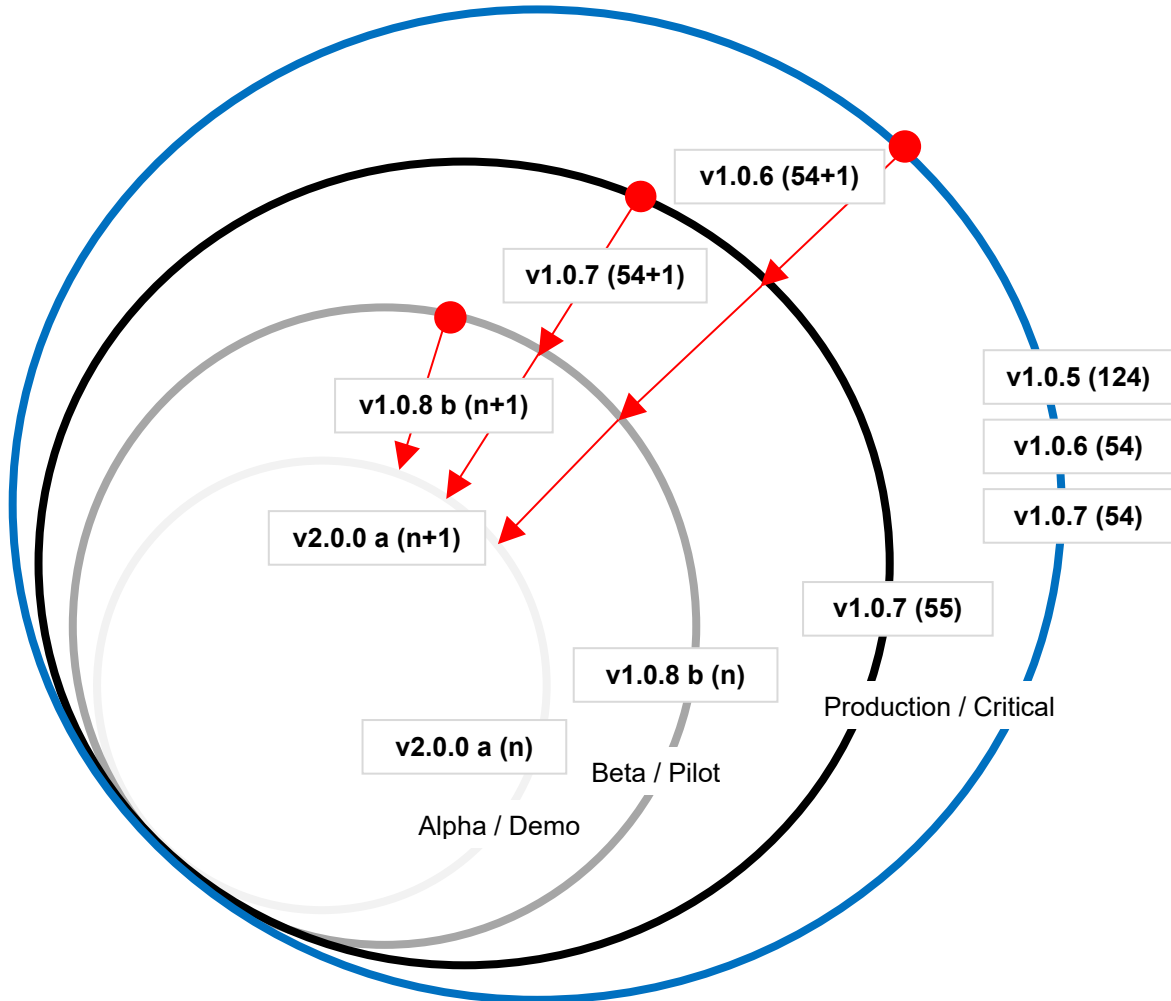 v1.0.6 (54+1)
v1.0.7 (54+1)
v1.0.5 (124)
v1.0.8 b (n+1)
v1.0.6 (54)
v1.0.7 (54)
v2.0.0 a (n+1)
v1.0.7 (55)
v1.0.8 b (n)
Production / Critical
v2.0.0 a (n)
Beta / Pilot
Alpha / Demo